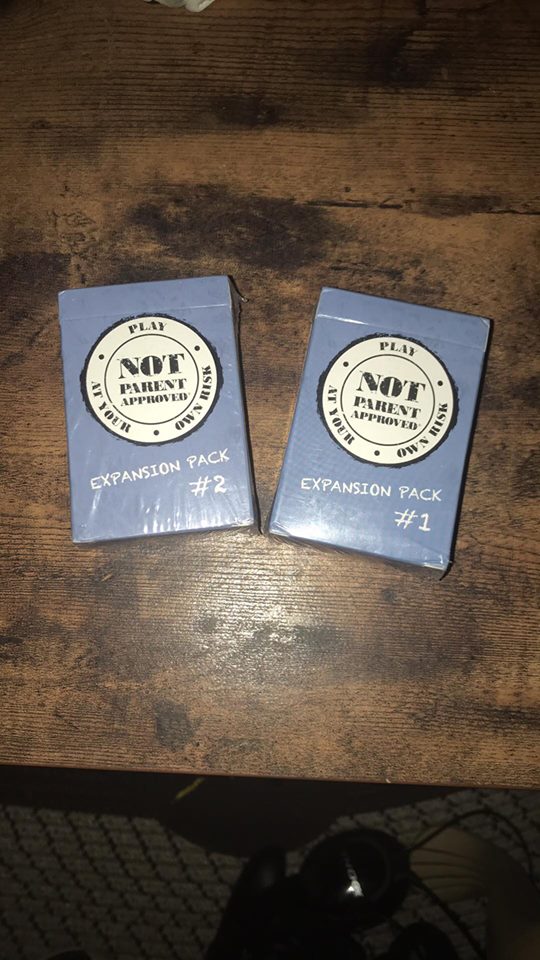 PLAY
NOT
PARENT
APPROVED
AT YOUR
OWN RISK
EXPANSION PACK
#2
PLAY
NOT
PARENT
APPROVED
AT YOUR
OWN RISK
EXPANSION PACK
#1